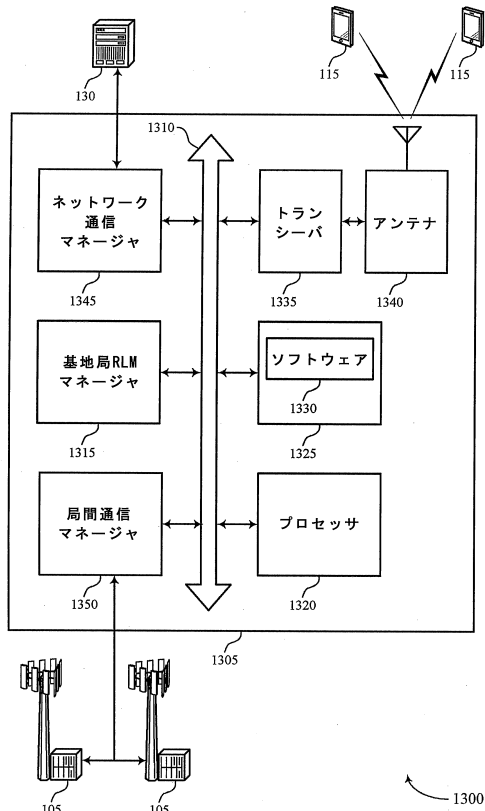 130
115
115
1310
ネットワーク
通信
マネージャ
1345
トラン
シーバ
1335
アンテナ
1340
基地局RLM
マネージャ
1315
ソフトウェア
1330
1325
局間通信
マネージャ
1350
プロセッサ
1320
1305
105
105
1300